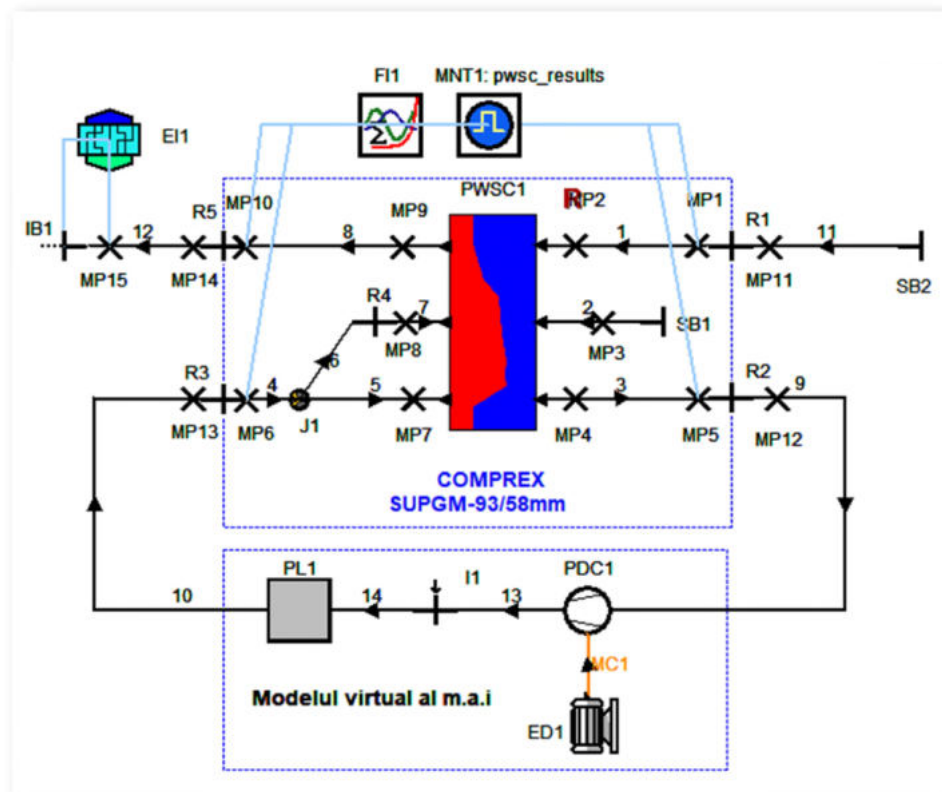 FI1
MNT1: pwsc_results
EI1
PWSC1
MP10
MP9
RP2
MP1
R5
R1
IB1
12
8
1
11
MP15
MP14
MP11
SB2
R4
7
2
SB1
MP8
MP3
6
R3
4
5
3
R2
9
MP13
MP6
J1
MP7
MP4
MP5
MP12
COMPREX
SUPGM-93/58mm
PL1
I1
PDC1
10
14
13
MC1
Modelul virtual al m.a.i
ED1